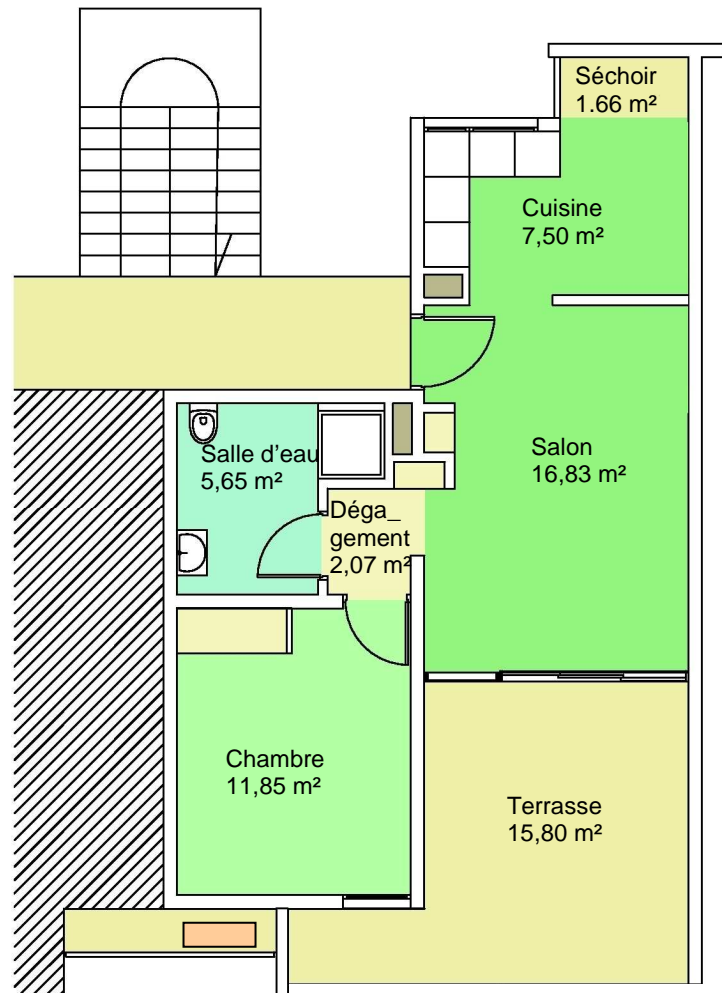 Séchoir
1.66 m²
Cuisine
7,50 m²
Salon
16,83 m²
Salle d'eau
5,65 m²
Déga_
gement
2,07 m²
Chambre
11,85 m²
Terrasse
15,80 m²